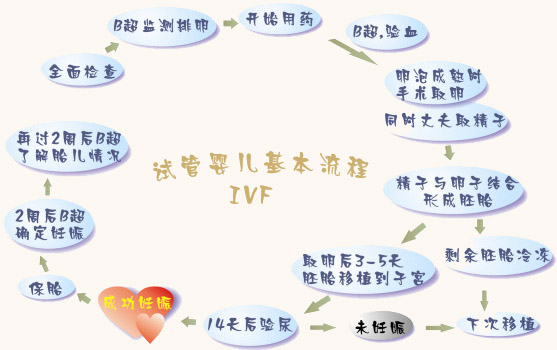 全面检查
B超监测排卵
开始用药
B超,验血
卵泡成熟时
手术取卵
同时丈夫取精子
精子与卵子结合
形成胚胎
剩余胚胎冷冻
取卵后3-5天
胚胎移植到子宫
14天后验尿
未妊娠
下次移植
成功妊娠
保胎
2周后B超
确定妊娠
再过2周后B超
了解胎儿情况
试管婴儿基本流程
IVF